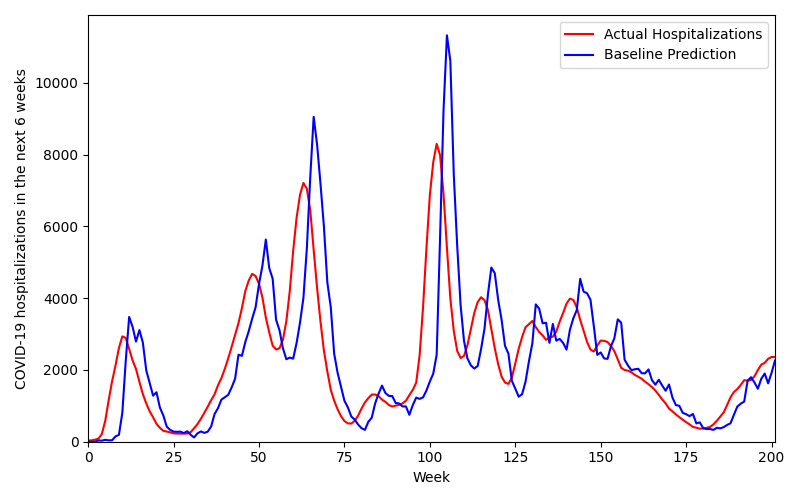 Actual Hospitalizations
Baseline Prediction
COVID-19 hospitalizations in the next 6 weeks
10000
8000
6000
4000
2000
0
0 25 50 75 100 125 150 175 200
Week